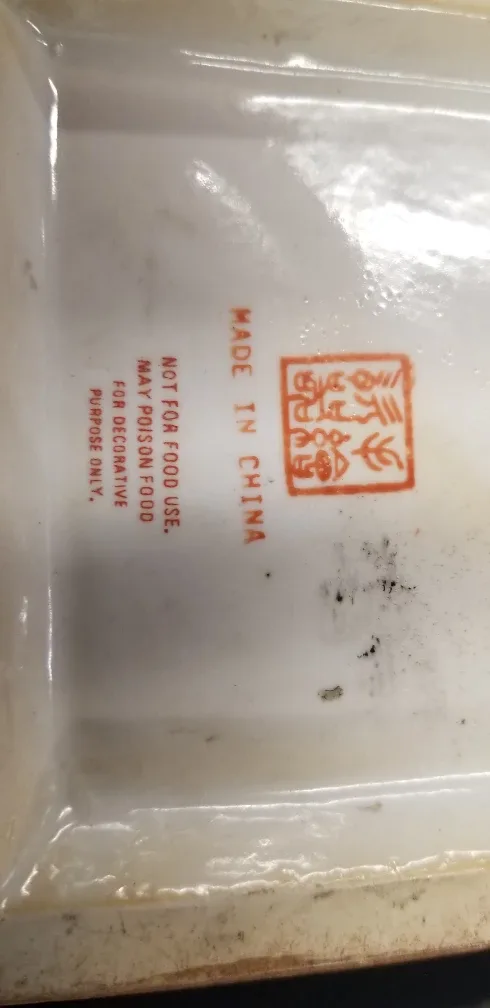 MADE IN CHINA
NOT FOR FOOD USE.
MAY POISON FOOD
FOR DECORATIVE
PURPOSE ONLY.